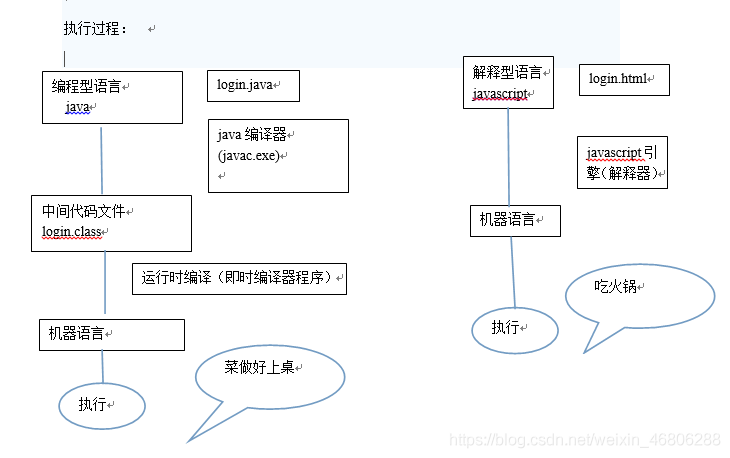 执行过程：
编程型语言
java
login.java
java 编译器
(javac.exe)
中间代码文件
login.class
运行时编译（即时编译器程序）
机器语言
执行
菜做好上桌
解释型语言
javascript
login.html
javascript 引
擎（解释器）
机器语言
执行
吃火锅
https://blog.csdn.net/weixin_46806288